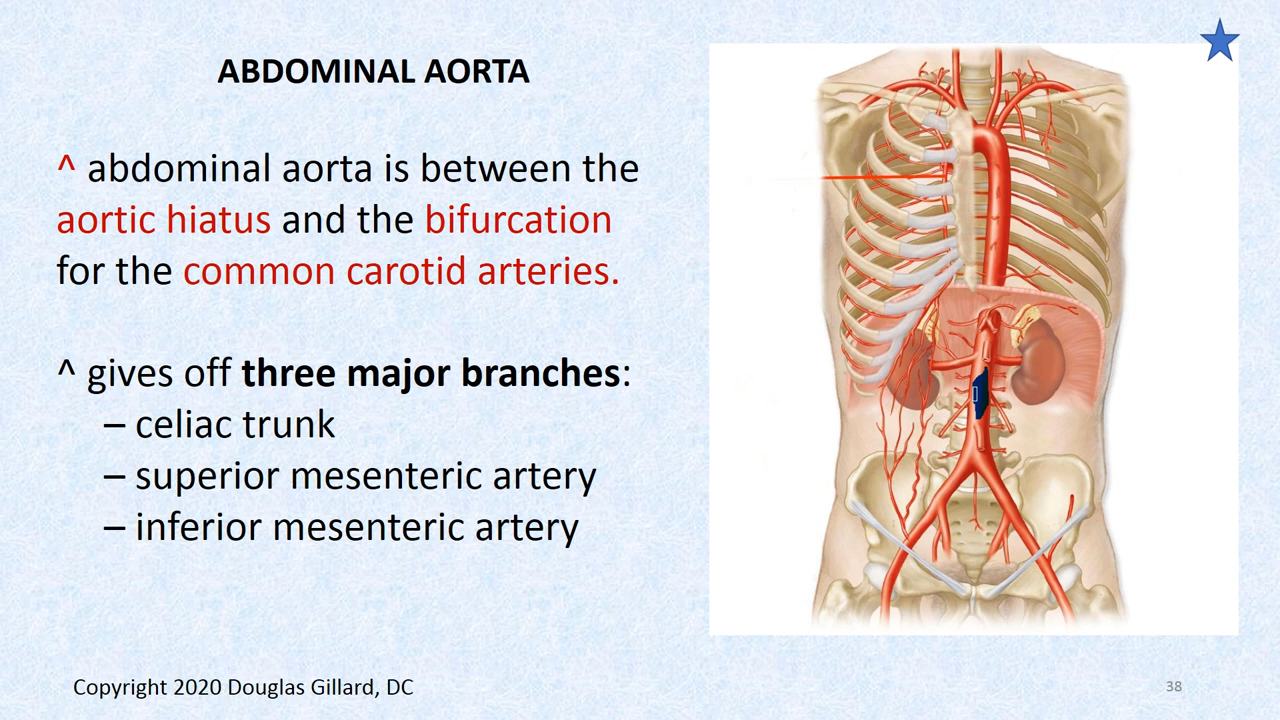 ABDOMINAL AORTA
^ abdominal aorta is between the
aortic hiatus and the bifurcation
for the common carotid arteries.
^ gives off three major branches:
– celiac trunk
– superior mesenteric artery
– inferior mesenteric artery
Copyright 2020 Douglas Gillard, DC
38